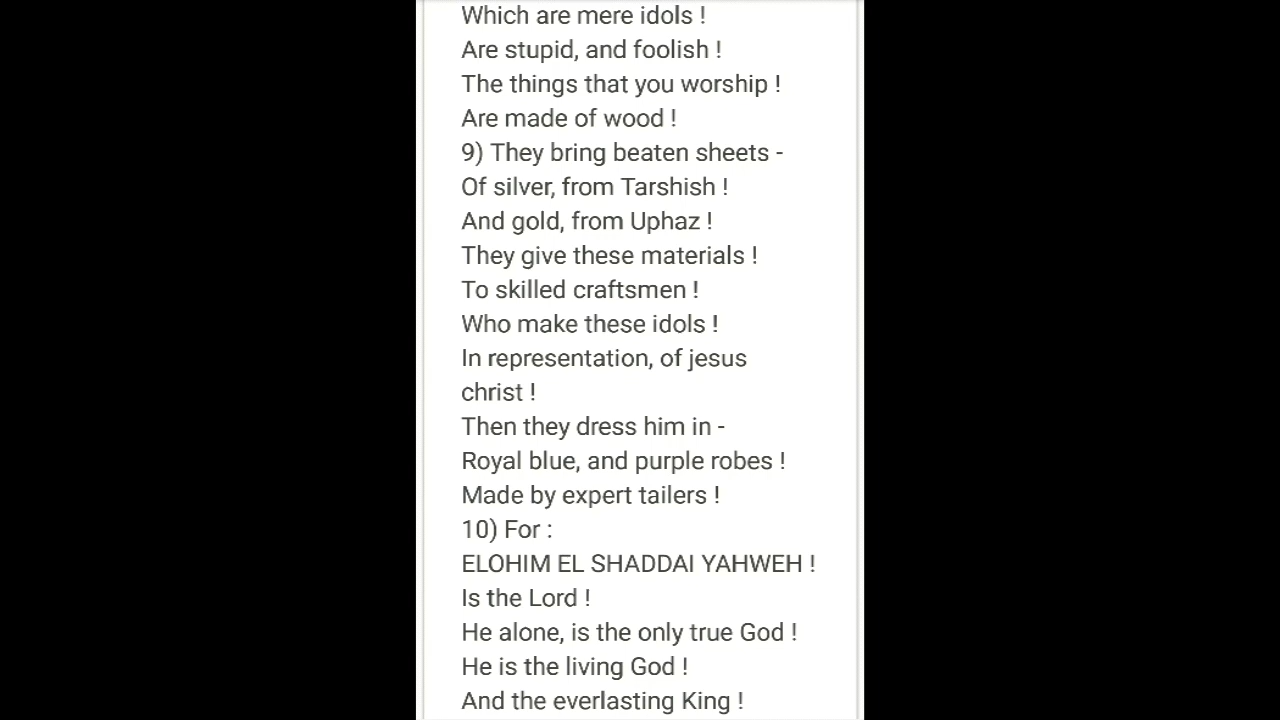 Which are mere idols !
Are stupid, and foolish !
The things that you worship !
Are made of wood !
9) They bring beaten sheets -
Of silver, from Tarshish !
And gold, from Uphaz !
They give these materials !
To skilled craftsmen !
Who make these idols !
In representation, of jesus
christ !
Then they dress him in -
Royal blue, and purple robes !
Made by expert tailers !
10) For :
ELOHIM EL SHADDAI YAHWEH !
Is the Lord !
He alone, is the only true God !
He is the living God !
And the everlasting King !